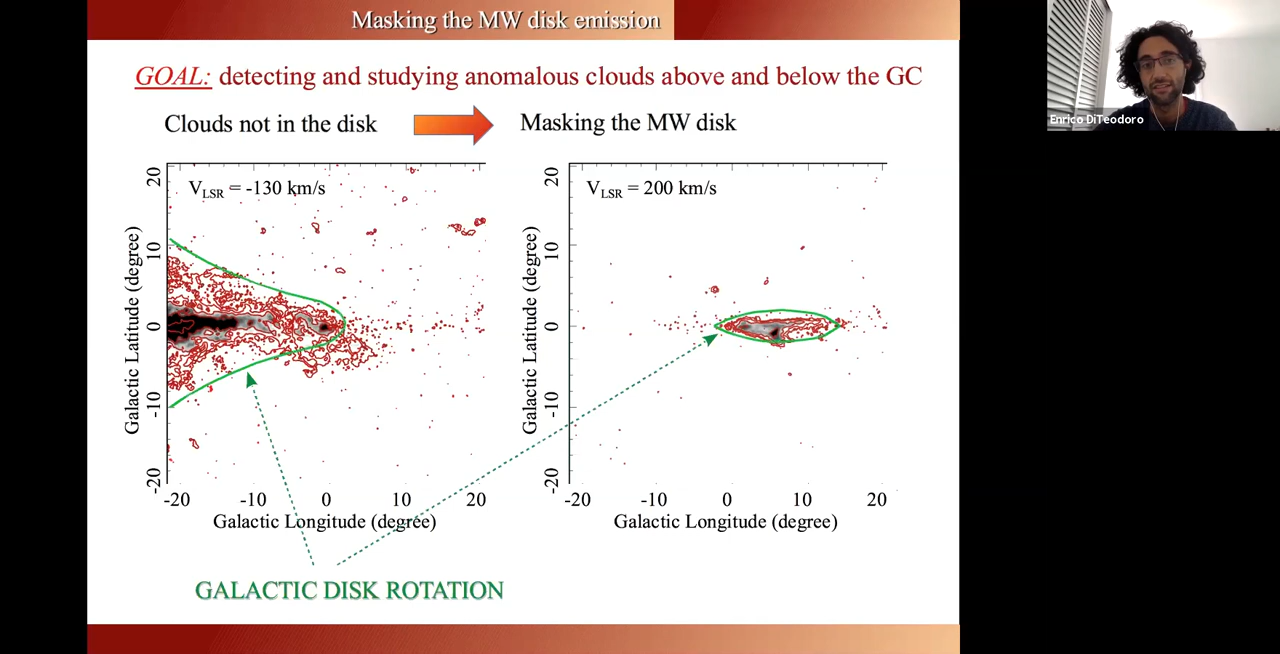 Masking the MW disk emission
GOAL: detecting and studying anomalous clouds above and below the GC
Clouds not in the disk
Masking the MW disk
Enrico DiTeodoro
V_LSR = -130 km/s
20
10
0
-10
-20
Galactic Latitude (degree)
-20 -10 0 10 20
Galactic Longitude (degree)
V_LSR = 200 km/s
20
10
0
-10
-20
Galactic Latitude (degree)
-20 -10 0 10 20
Galactic Longitude (degree)
GALACTIC DISK ROTATION